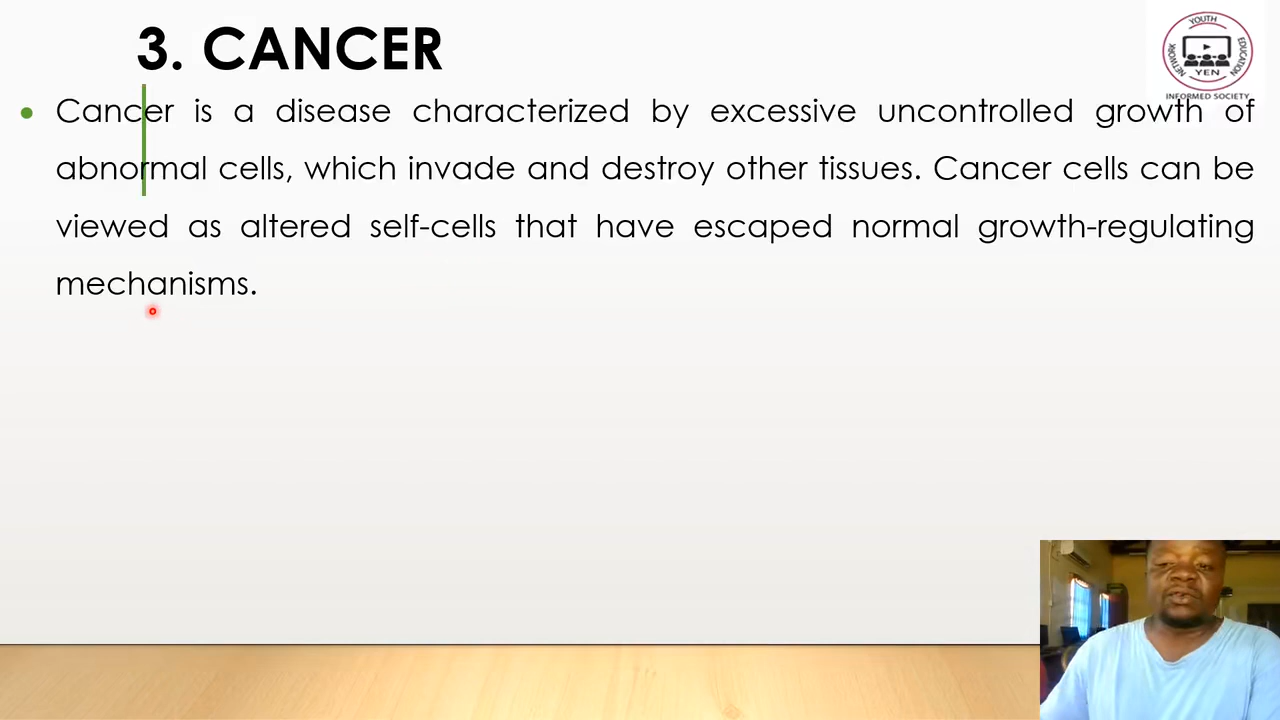 3. CANCER
YOUTH
EDUCATION
NETWORK
YEN
INFORMED SOCIETY
• Cancer is a disease characterized by excessive uncontrolled growth of
abnormal cells, which invade and destroy other tissues. Cancer cells can be
viewed as altered self-cells that have escaped normal growth-regulating
mechanisms.